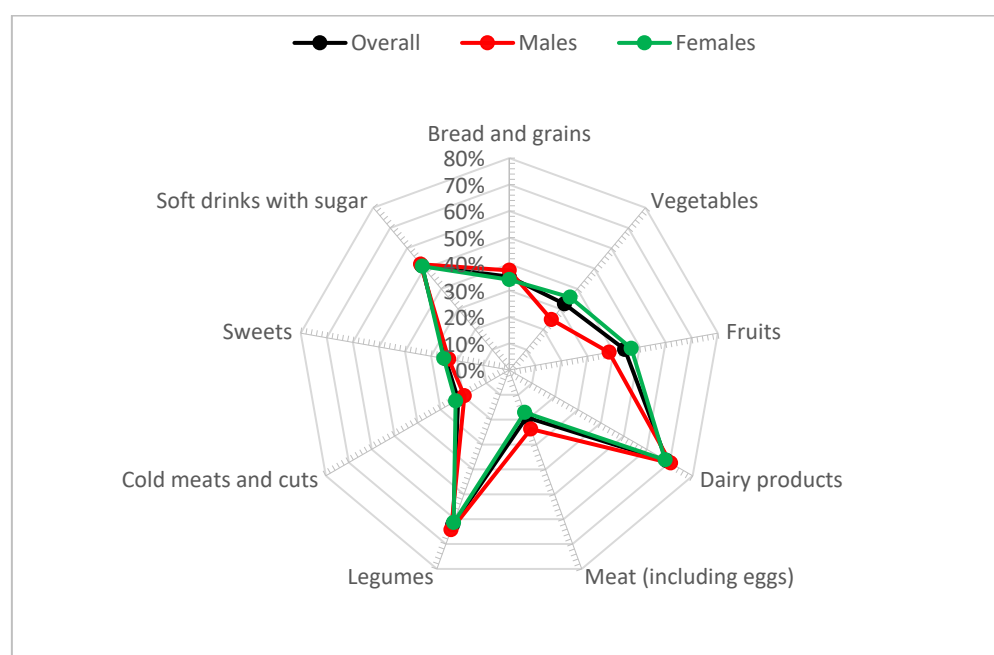 Overall Males Females
Bread and grains
80%
Soft drinks with sugar
Vegetables
70%
60%
50%
40%
30%
Sweets
Fruits
20%
10%
0%
Cold meats and cuts
Dairy products
Legumes
Meat (including eggs)